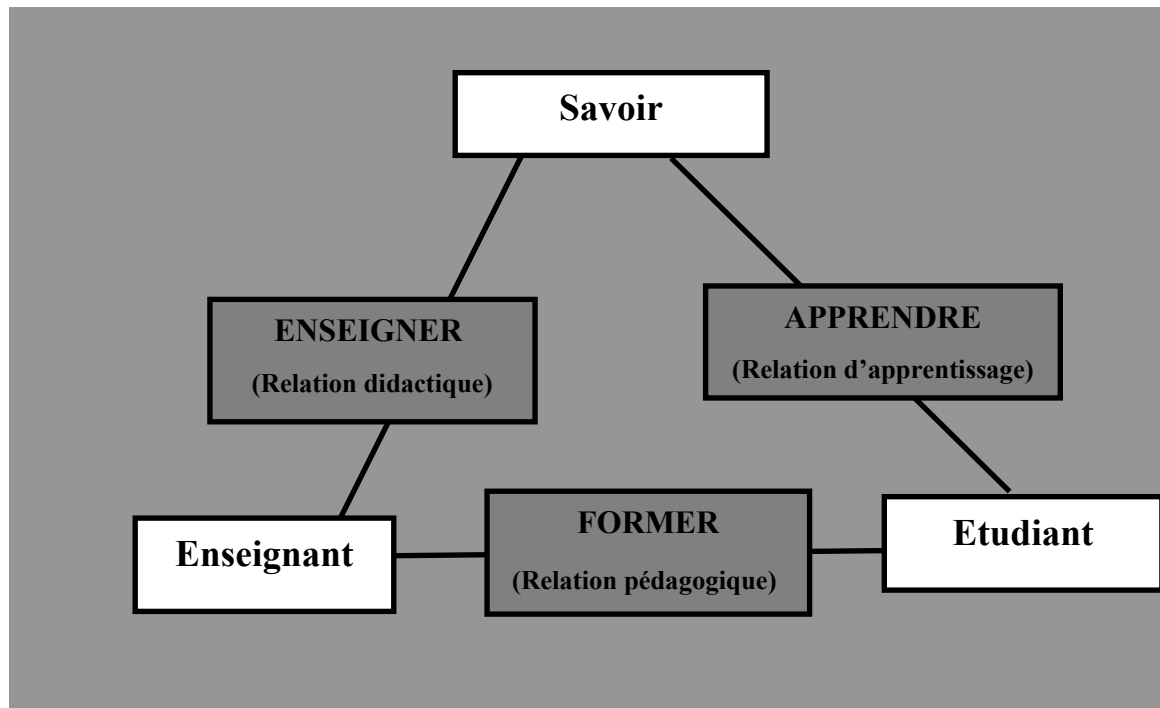 Savoir
ENSEIGNER
(Relation didactique)
APPRENDRE
(Relation d’apprentissage)
Enseignant
FORMER
(Relation pédagogique)
Etudiant